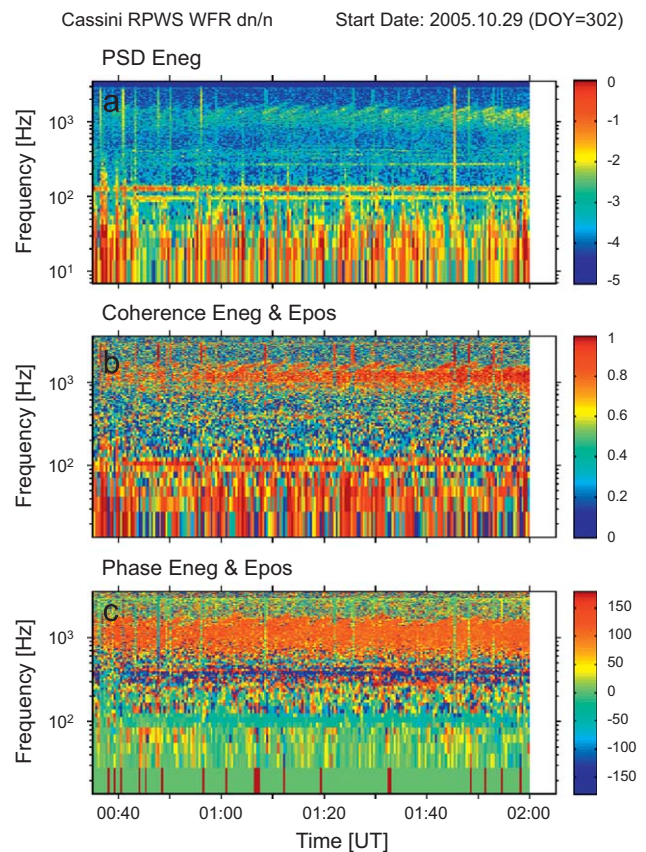 Cassini RPWS WFR dn/n Start Date: 2005.10.29 (DOY=302)
PSD Eneg
a
Frequency [Hz]
10³
10²
10¹
0
-1
-2
-3
-4
-5
Coherence Eneg & Epos
b
Frequency [Hz]
10³
10²
1
0.8
0.6
0.4
0.2
0
Phase Eneg & Epos
c
Frequency [Hz]
10³
10²
150
100
50
0
-50
-100
-150
00:40 01:00 01:20 01:40 02:00
Time [UT]